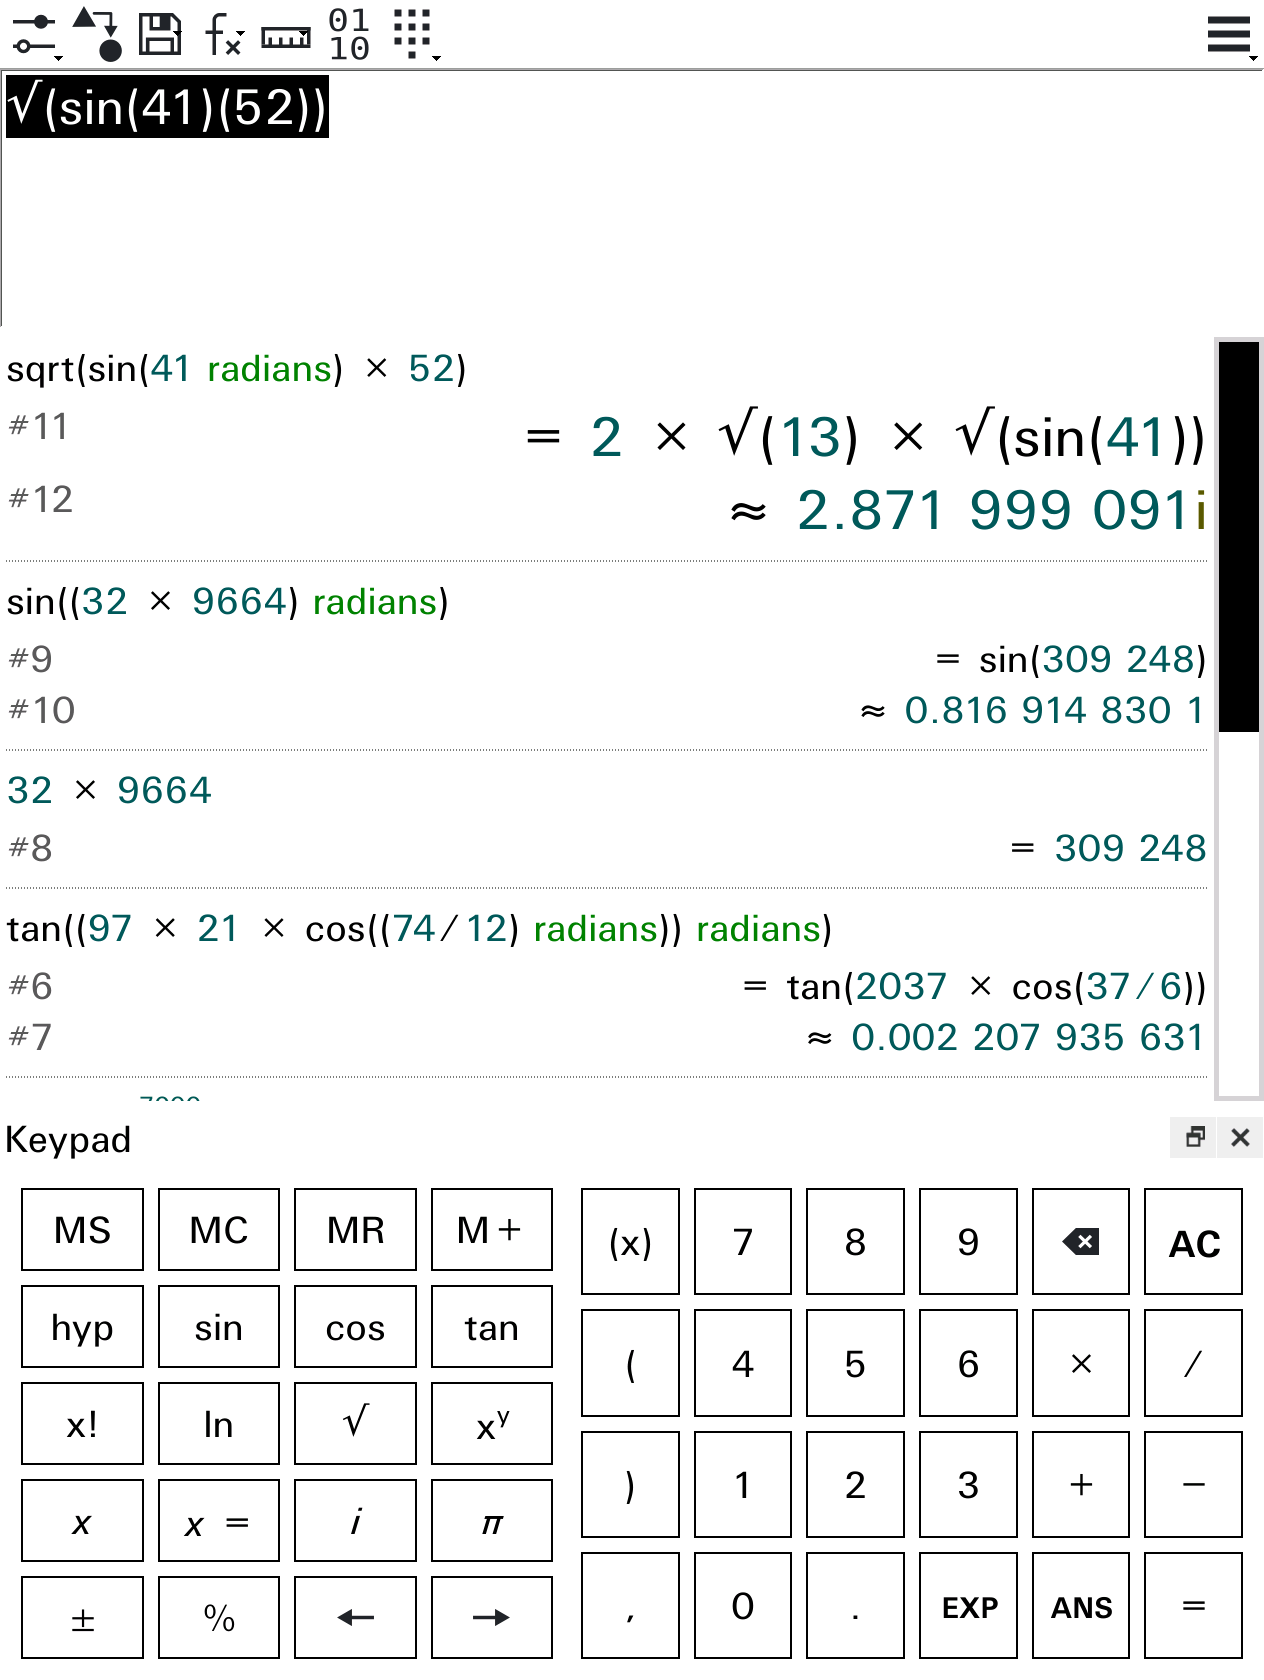 01
10
√(sin(41)(52))
sqrt(sin(41 radians) × 52)
#11 = 2 × √(13) × √(sin(41))
#12 ≈ 2.871 999 091i
sin((32 × 9664) radians)
#9 = sin(309 248)
#10 ≈ 0.816 914 830 1
32 × 9664
#8 = 309 248
tan((97 × 21 × cos((74/12) radians)) radians)
#6 = tan(2037 × cos(37/6))
#7 ≈ 0.002 207 935 631
Keypad
MS MC MR M+ (x) 7 8 9 AC
hyp sin cos tan ( 4 5 6 × /
x! ln √ xʸ ) 1 2 3 + −
x x = i π , 0 . EXP ANS =
± % ← →